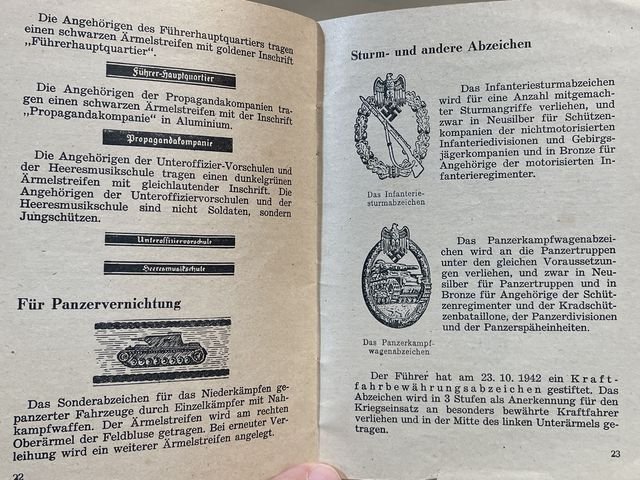 Die Angehörigen des Führerhauptquartiers tragen
einen schwarzen Ärmelstreifen mit goldener Inschrift
„Führerhauptquartier“.
Führer-Hauptquartier
Die Angehörigen der Propagandakompanien tra-
gen einen schwarzen Ärmelstreifen mit der Inschrift
„Propagandakompanie“ in Aluminium.
Propagandakompanie
Die Angehörigen der Unteroffizier-Vorschulen und
der Heeresmusikschule tragen einen dunkelgrünen
Ärmelstreifen mit gleichlautender Inschrift. Die
Angehörigen der Unteroffiziervorschulen und der
Heeresmusikschule sind nicht Soldaten, sondern
Jungschützen.
Unteroffiziervorschule
Heeresmusikschule
Für Panzervernichtung
Das Sonderabzeichen für das Niederkämpfen ge-
panzerter Fahrzeuge durch Einzelkämpfer mit Nah-
kampfwaffen. Der Ärmelstreifen wird am rechten
Oberärmel der Feldbluse getragen. Bei erneuter Ver-
leihung wird ein weiterer Ärmelstreifen angelegt.
22
Sturm- und andere Abzeichen
Das Infanteriesturmabzeichen
wird für eine Anzahl mitgemach-
ter Sturmangriffe verliehen, und
zwar in Neusilber für Schützen-
kompanien der nichtmotorisierten
Infanteriedivisionen und Gebirgs-
jägerkompanien und in Bronze für
Angehörige der motorisierten In-
fanterieregimenter.
Das Infanterie-
sturmabzeichen
Das Panzerkampfwagenabzei-
chen wird an die Panzertruppen
unter den gleichen Voraussetzun-
gen verliehen, und zwar in Neu-
silber für Panzertruppen und in
Bronze für Angehörige der Schüt-
zenregimenter und der Kradschüt-
zenbataillone, der Panzerdivisionen
und der Panzerspäheinheiten.
Das Panzerkampf-
wagenabzeichen
Der Führer hat am 23. 10. 1942 ein Kraft-
fahrbewährungsabzeichen gestiftet. Das
Abzeichen wird in 3 Stufen als Anerkennung für den
Kriegseinsatz an besonders bewährte Kraftfahrer
verliehen und in der Mitte des linken Unterärmels ge-
tragen.
23